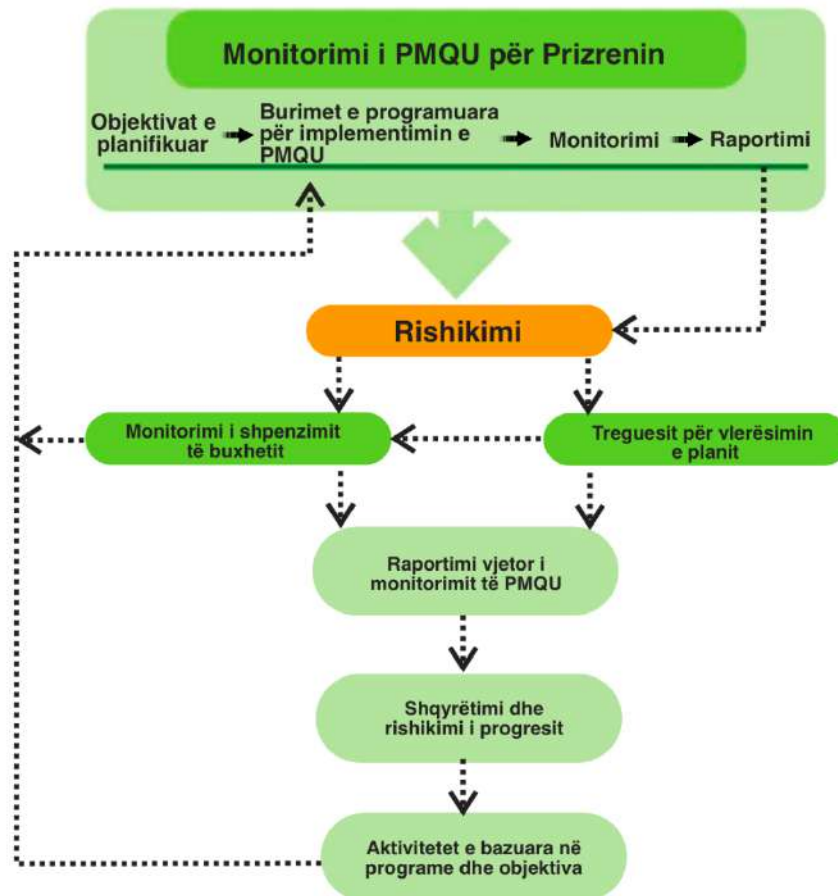 Monitorimi i PMQU për Prizrenin
Objektivat e
planifikuar
Burimet e programuara
për implementimin e
PMQU
Monitorimi
Raportimi
Rishikimi
Monitorimi i shpenzimit
të buxhetit
Treguesit për vlerësimin
e planit
Raportimi vjetor i
monitorimit të PMQU
Shqyrëtimi dhe
rishikimi i progresit
Aktivitetet e bazuara në
programe dhe objektiva